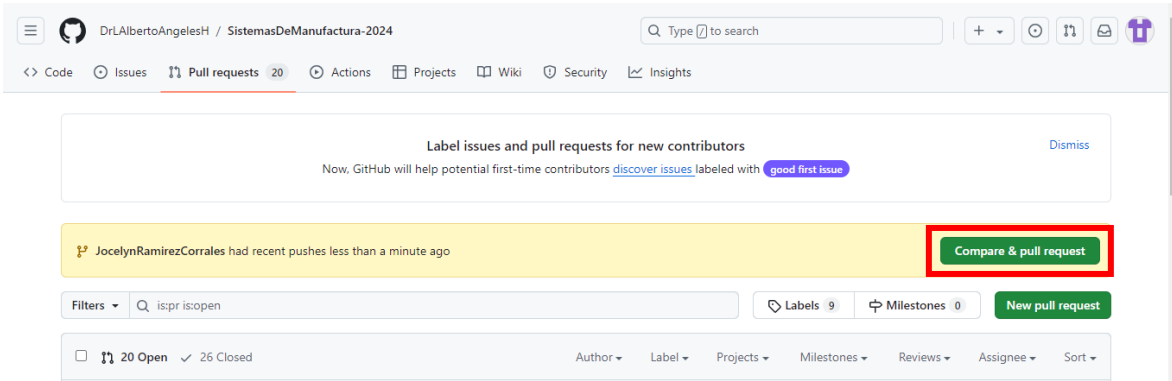 DrLAlbertoAngelesH / SistemasDeManufactura-2024 Type / to search
Code Issues Pull requests 20 Actions Projects Wiki Security Insights
Label issues and pull requests for new contributors Dismiss
Now, GitHub will help potential first-time contributors discover issues labeled with good first issue
JocelynRamirezCorrales had recent pushes less than a minute ago Compare & pull request
Filters is:pr is:open Labels 9 Milestones 0 New pull request
20 Open 26 Closed Author Label Projects Milestones Reviews Assignee Sort